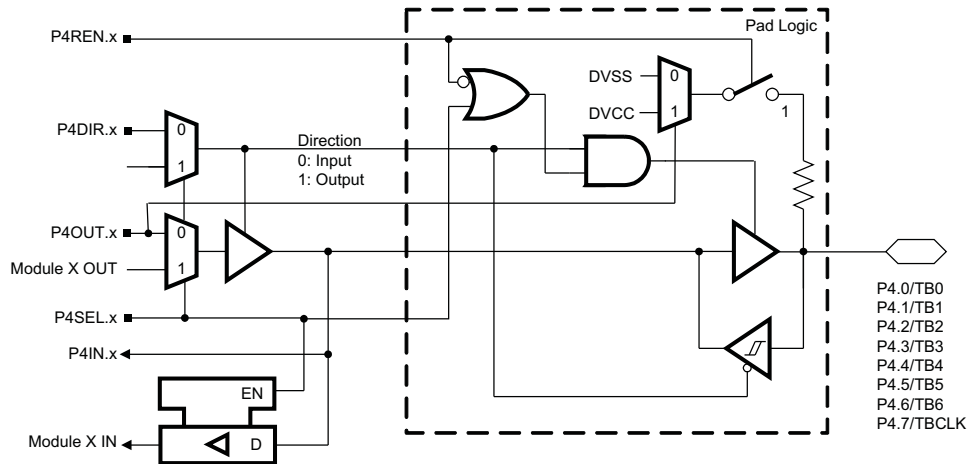 Pad Logic
P4REN.x
DVSS
0
DVCC
1
1
P4DIR.x
0
1
Direction
0: Input
1: Output
P4OUT.x
0
Module X OUT
1
P4SEL.x
P4IN.x
EN
Module X IN
D
P4.0/TB0
P4.1/TB1
P4.2/TB2
P4.3/TB3
P4.4/TB4
P4.5/TB5
P4.6/TB6
P4.7/TBCLK